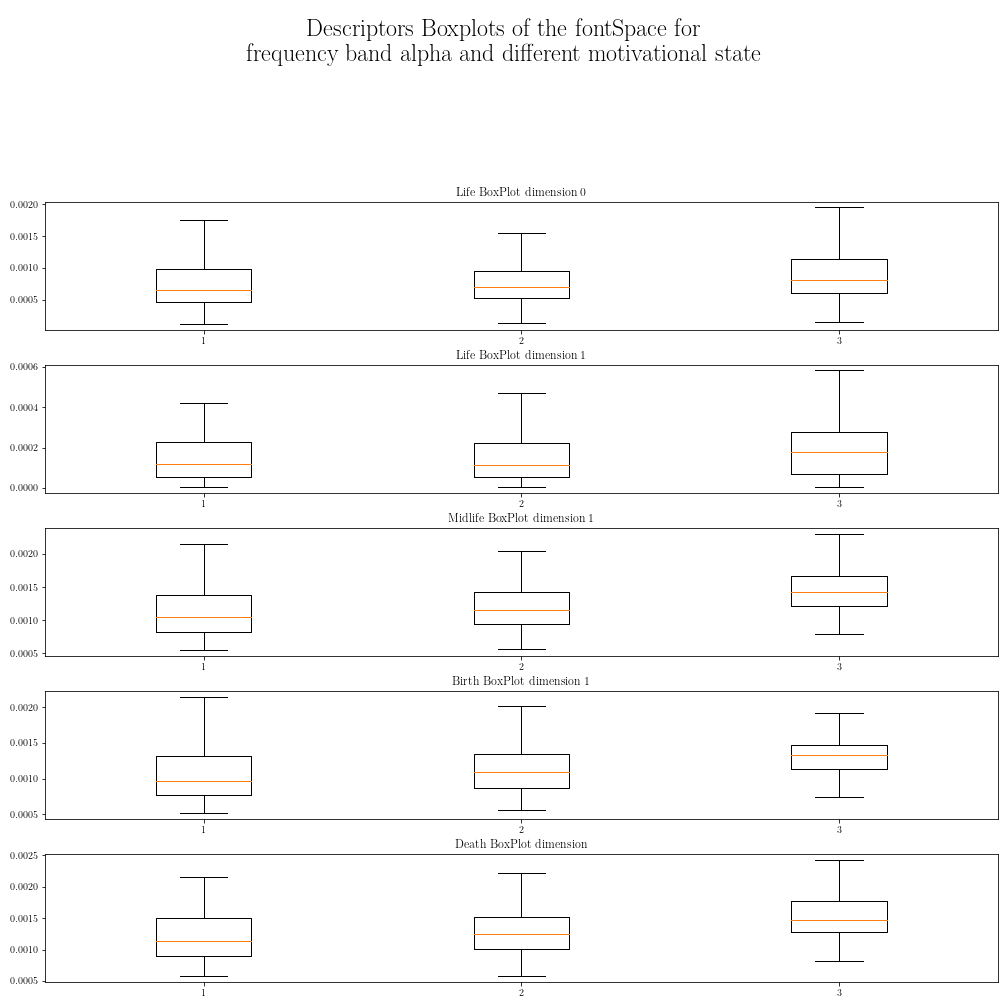 Descriptors Boxplots of the fontSpace for
frequency band alpha and different motivational state
Life BoxPlot dimension 0
0.0020
0.0015
0.0010
0.0005
1 2 3
Life BoxPlot dimension 1
0.0006
0.0004
0.0002
0.0000
1 2 3
Midlife BoxPlot dimension 1
0.0020
0.0015
0.0010
0.0005
1 2 3
Birth BoxPlot dimension 1
0.0020
0.0015
0.0010
0.0005
1 2 3
Death BoxPlot dimension
0.0025
0.0020
0.0015
0.0010
0.0005
1 2 3